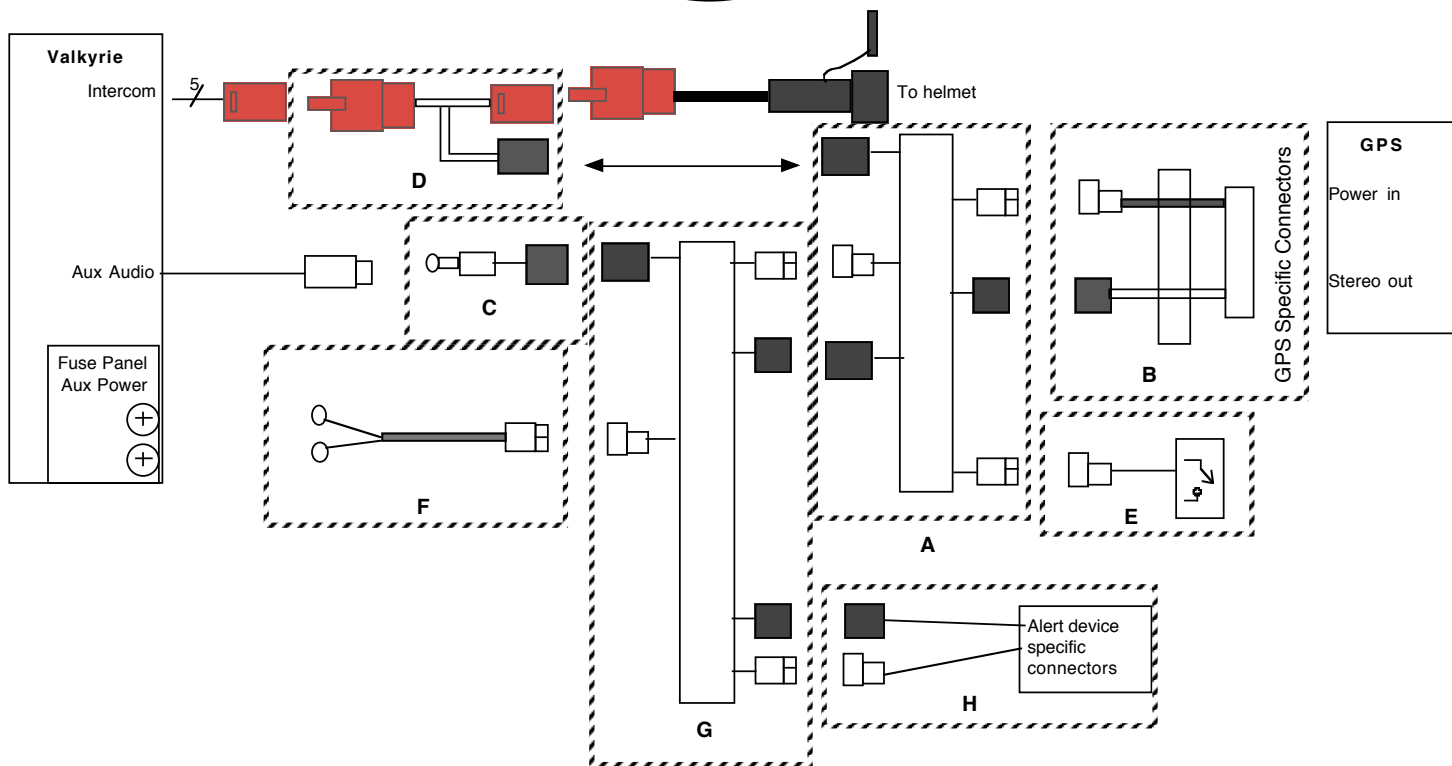 Valkyrie
Intercom
5
To helmet
D
Aux Audio
C
Fuse Panel
Aux Power
F
G
A
GPS Specific Connectors
B
GPS
Power in
Stereo out
E
Alert device
specific
connectors
H